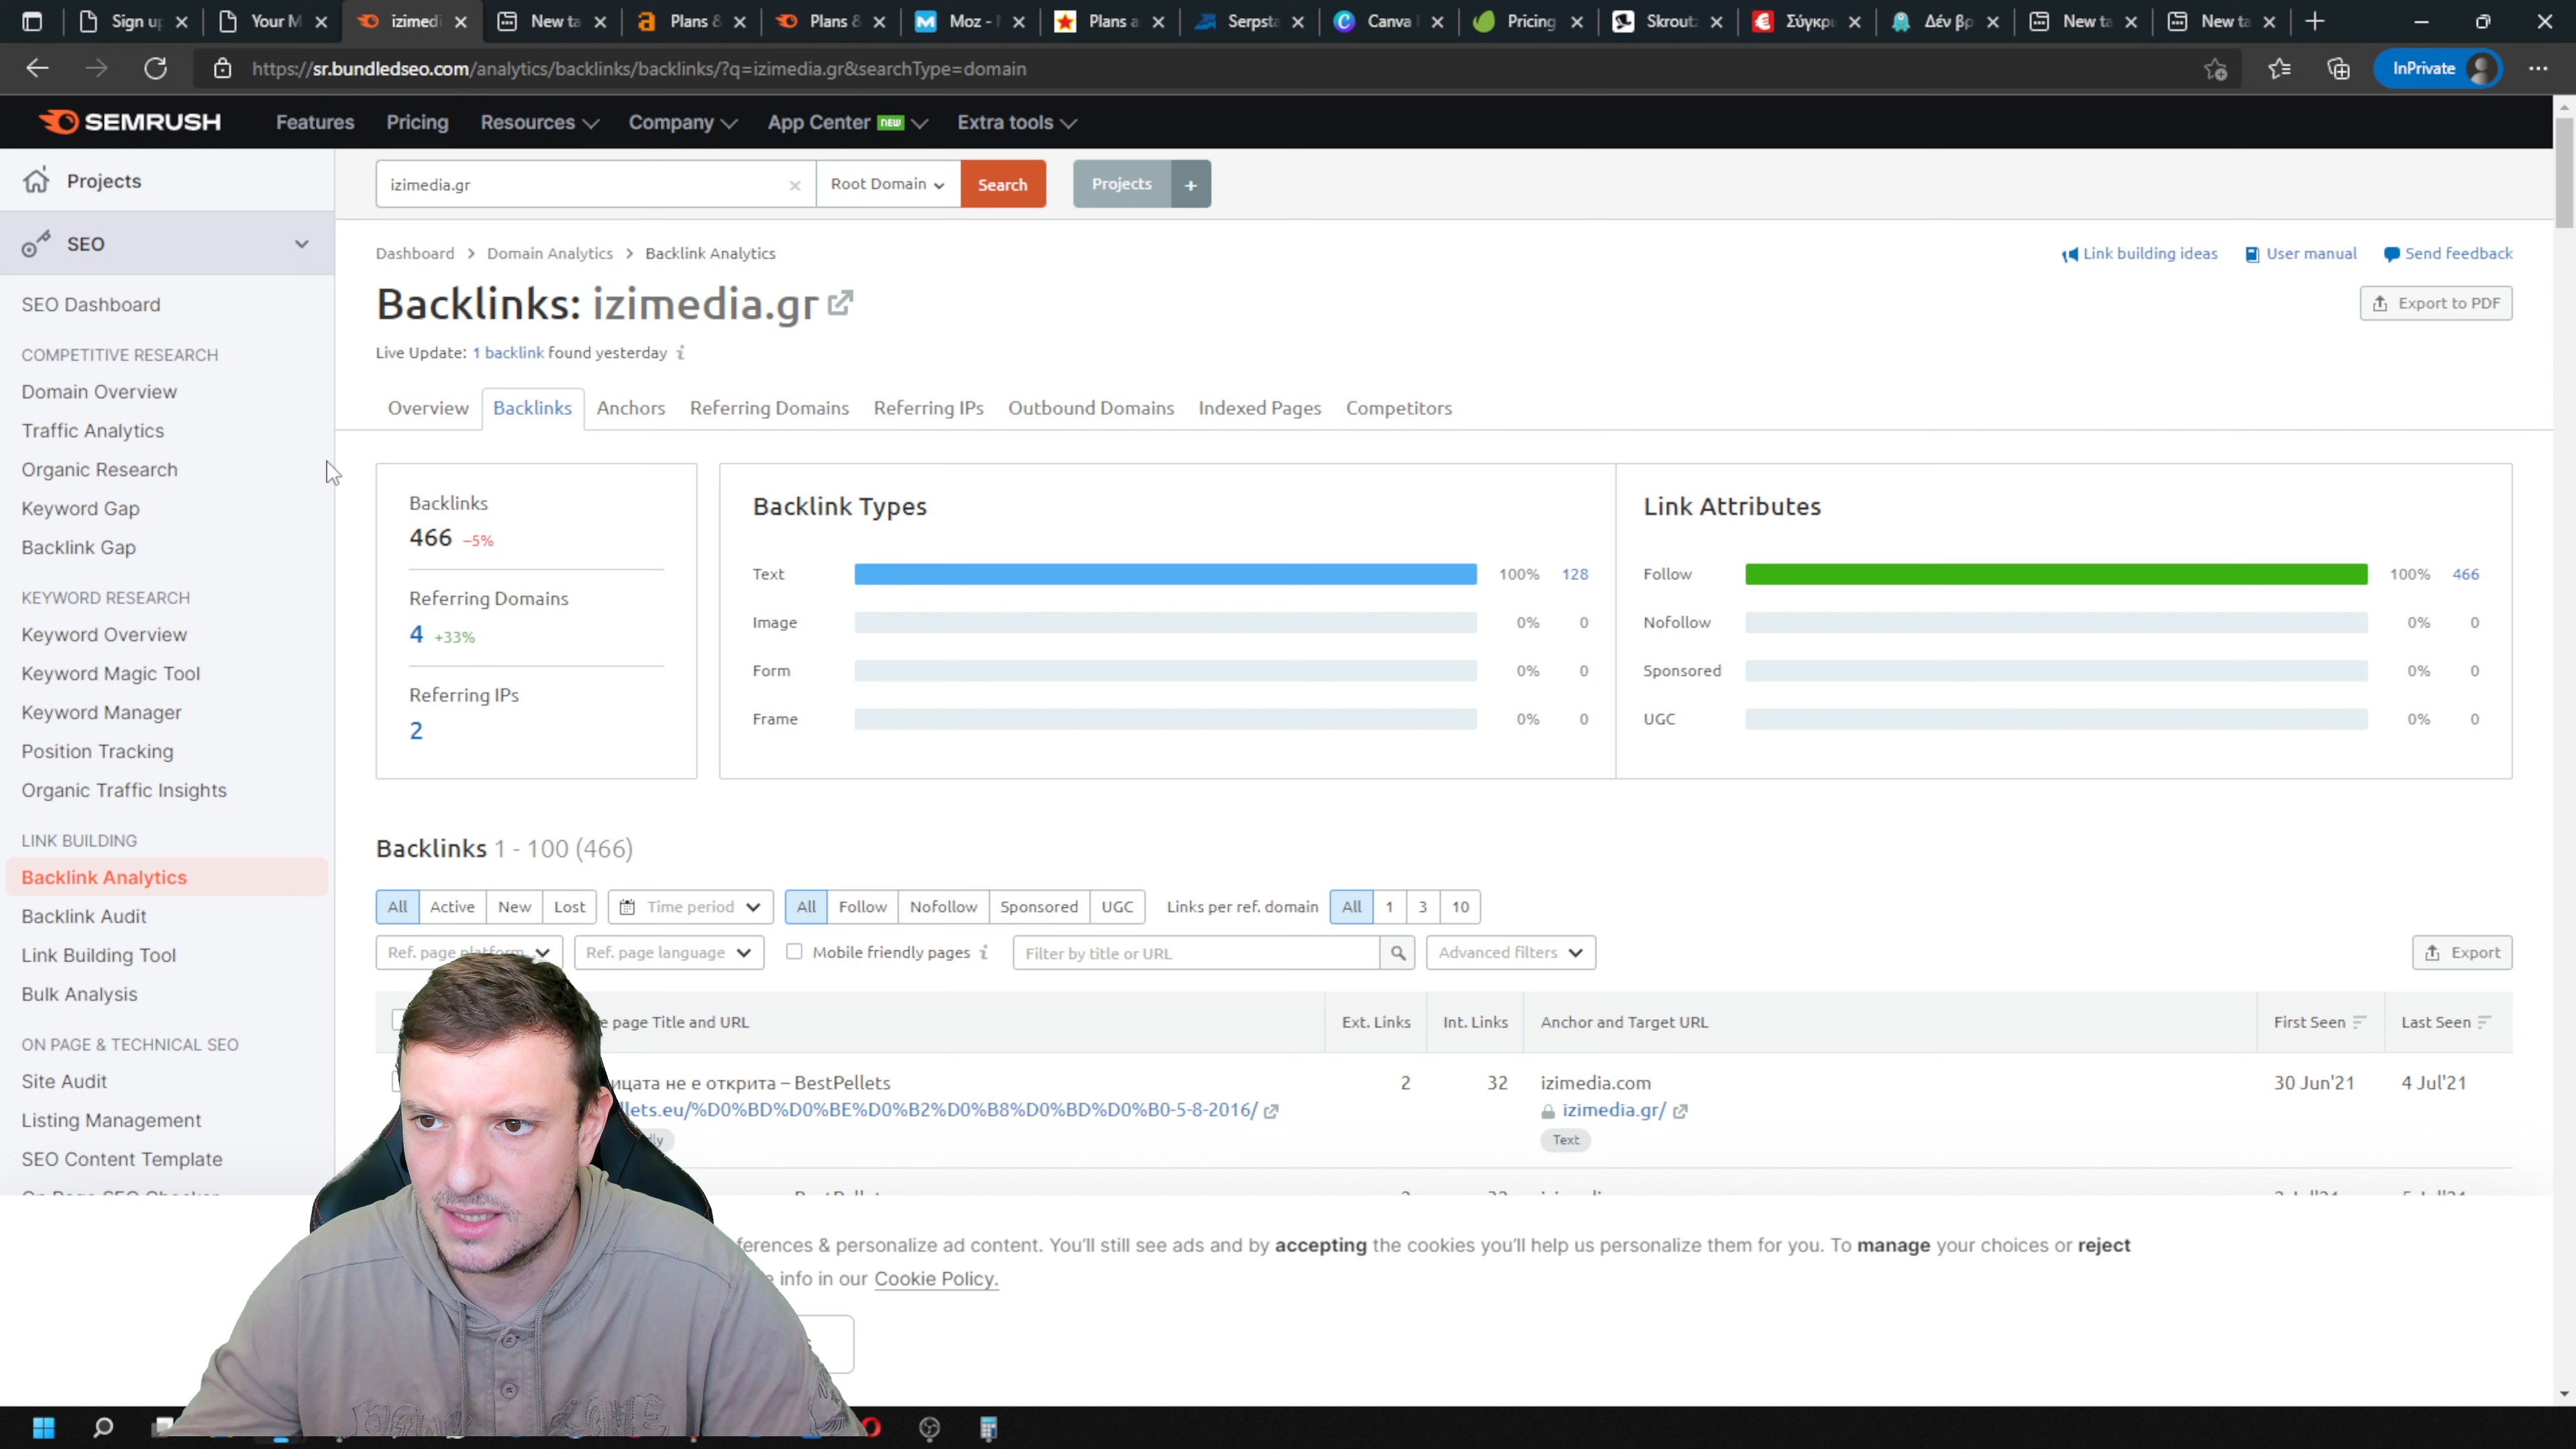 Sign up
Your M
izimedi
New ta
Plans &
Plans &
Moz -
Plans a
Serpsta
Canva
Pricing
Skroutz
Σύγκρι
Δέν βρ
New ta
New ta
https://sr.bundledseo.com/analytics/backlinks/backlinks/?q=izimedia.gr&searchType=domain
InPrivate
SEMRUSH
Features
Pricing
Resources
Company
App Center new
Extra tools
Projects
izimedia.gr
Root Domain
Search
Projects +
SEO
Dashboard > Domain Analytics > Backlink Analytics
Link building ideas
User manual
Send feedback
SEO Dashboard
Backlinks: izimedia.gr
Export to PDF
Live Update: 1 backlink found yesterday i
COMPETITIVE RESEARCH
Domain Overview
Traffic Analytics
Organic Research
Keyword Gap
Backlink Gap
Overview
Backlinks
Anchors
Referring Domains
Referring IPs
Outbound Domains
Indexed Pages
Competitors
Backlinks
466 –5%
Referring Domains
4 +33%
Referring IPs
2
Backlink Types
Text 100% 128
Image 0% 0
Form 0% 0
Frame 0% 0
Link Attributes
Follow 100% 466
Nofollow 0% 0
Sponsored 0% 0
UGC 0% 0
KEYWORD RESEARCH
Keyword Overview
Keyword Magic Tool
Keyword Manager
Position Tracking
Organic Traffic Insights
LINK BUILDING
Backlink Analytics
Backlink Audit
Link Building Tool
Bulk Analysis
ON PAGE & TECHNICAL SEO
Site Audit
Listing Management
SEO Content Template
Backlinks 1 - 100 (466)
All Active New Lost
Time period
All Follow Nofollow Sponsored UGC
Links per ref. domain
All 1 3 10
Ref. page platform
Ref. page language
Mobile friendly pages i
Filter by title or URL
Advanced filters
Export
page Title and URL
Ext. Links
Int. Links
Anchor and Target URL
First Seen
Last Seen
ицата не е открита – BestPellets
2
32
izimedia.com
30 Jun'21
4 Jul'21
llets.eu/%D0%BD%D0%BE%D0%B2%D0%B8%D0%BD%D0%B0-5-8-2016/
izimedia.gr/
Text
ferences & personalize ad content. You'll still see ads and by accepting the cookies you'll help us personalize them for you. To manage your choices or reject
info in our Cookie Policy.